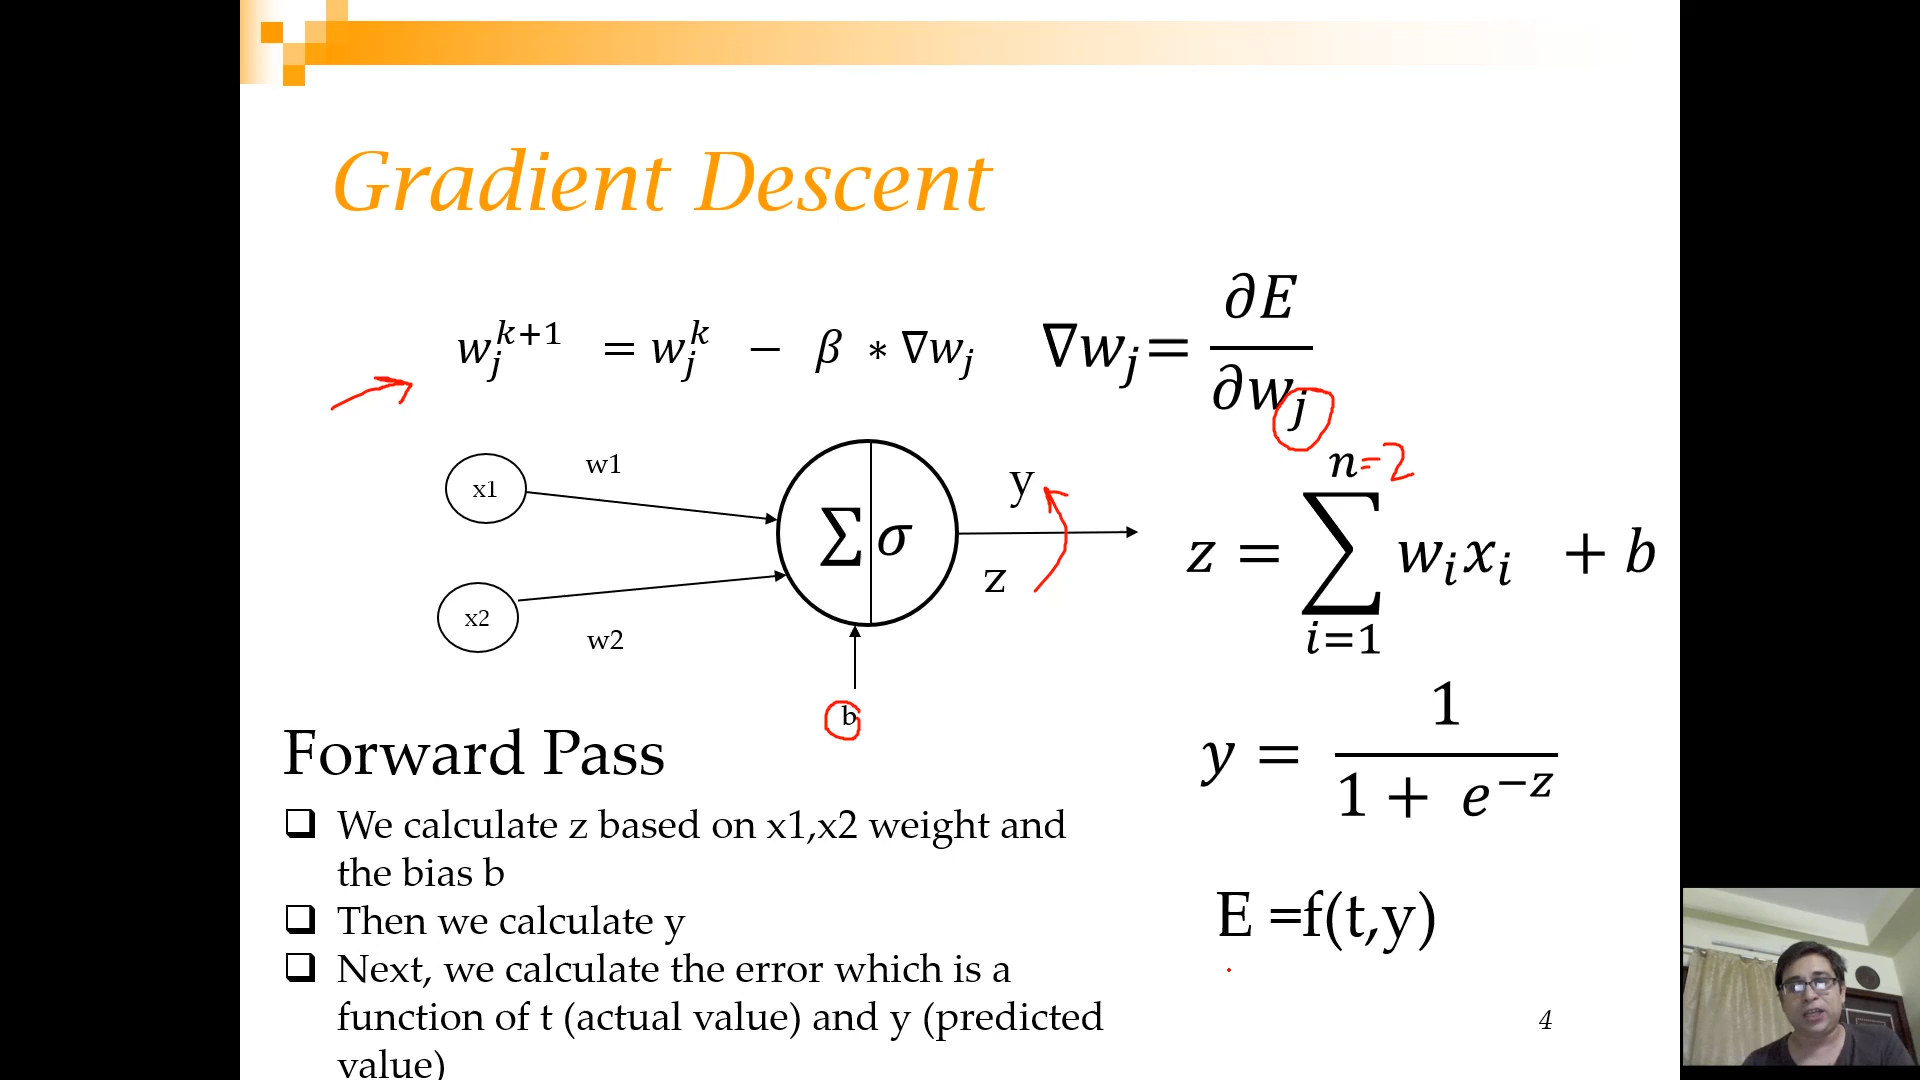 Gradient Descent
w_j^{k+1} = w_j^k − β * ∇w_j
∇w_j = ∂E / ∂w_j
x1
w1
x2
w2
∑ σ
y
z
b
z = ∑_{i=1}^{n=2} w_i x_i + b
y = 1 / (1 + e^{−z})
E =f(t,y)
Forward Pass
We calculate z based on x1,x2 weight and
the bias b
Then we calculate y
Next, we calculate the error which is a
function of t (actual value) and y (predicted
value)
4